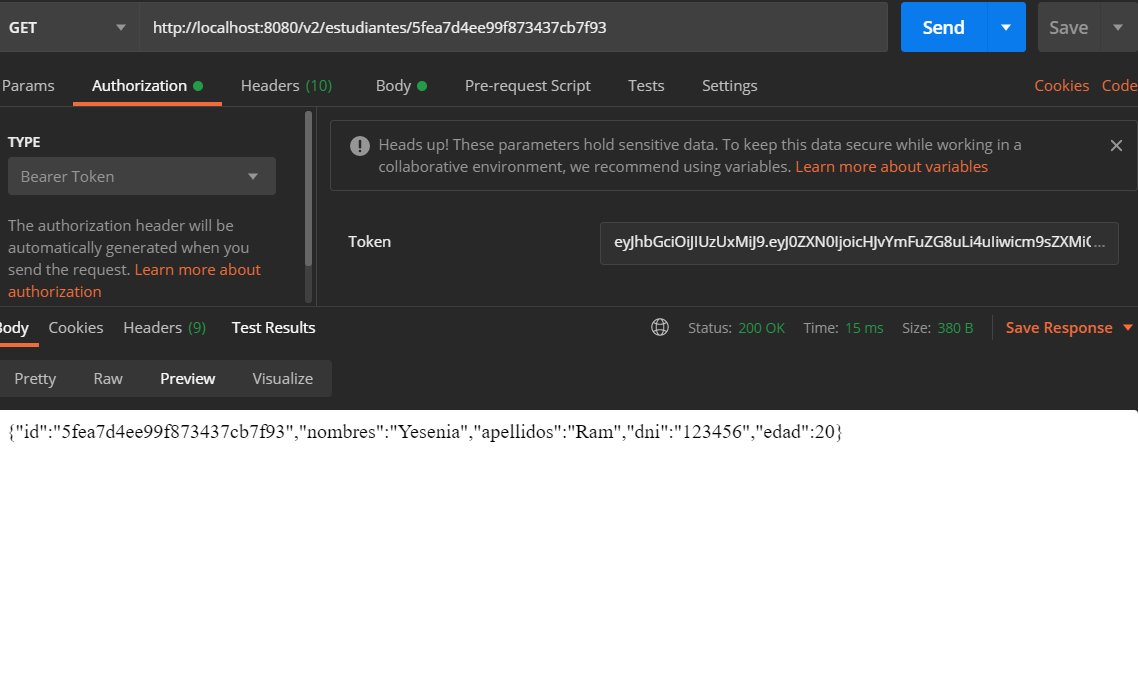 GET http://localhost:8080/v2/estudiantes/5fea7d4ee99f873437cb7f93 Send Save
Params Authorization Headers (10) Body Pre-request Script Tests Settings Cookies Code
TYPE
Bearer Token
The authorization header will be
automatically generated when you
send the request. Learn more about
authorization
Heads up! These parameters hold sensitive data. To keep this data secure while working in a
collaborative environment, we recommend using variables. Learn more about variables
Token eyJhbGciOiJIUzUxMiJ9.eyJ0ZXN0IjoicHJvYmFuZG8uLi4uIiwicm9sZXMiO...
Body Cookies Headers (9) Test Results Status: 200 OK Time: 15 ms Size: 380 B Save Response
Pretty Raw Preview Visualize
{"id":"5fea7d4ee99f873437cb7f93","nombres":"Yesenia","apellidos":"Ram","dni":"123456","edad":20}